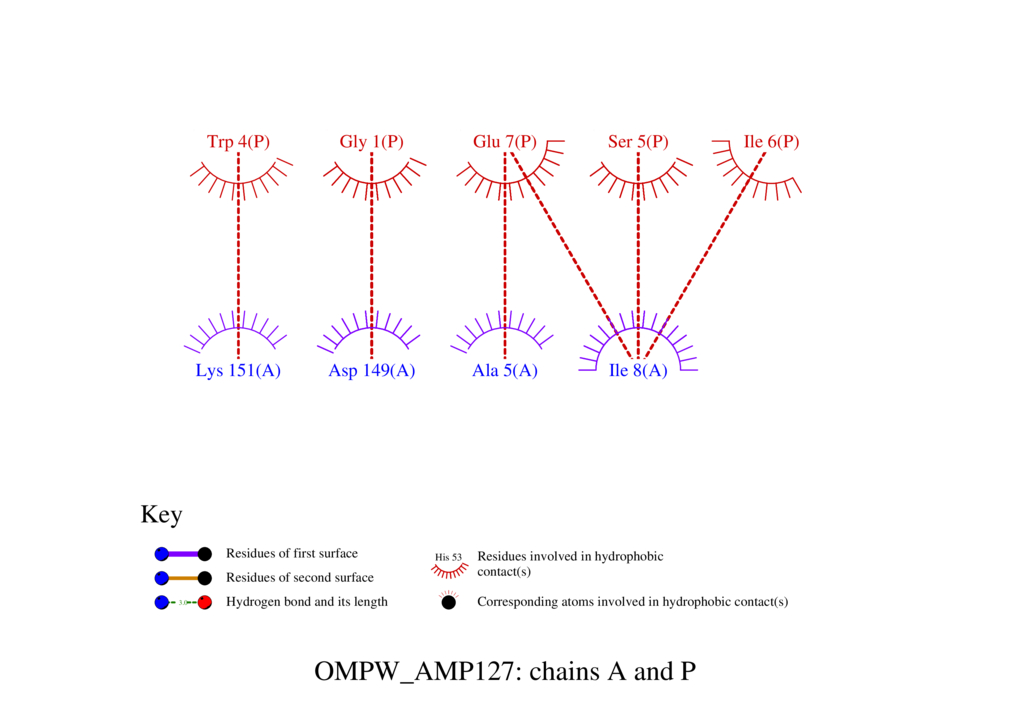 Trp 4(P) Gly 1(P) Glu 7(P) Ser 5(P) Ile 6(P)
Lys 151(A) Asp 149(A) Ala 5(A) Ile 8(A)
Key
Residues of first surface
Residues of second surface
3.0 Hydrogen bond and its length
His 53 Residues involved in hydrophobic
contact(s)
Corresponding atoms involved in hydrophobic contact(s)
OMPW_AMP127: chains A and P